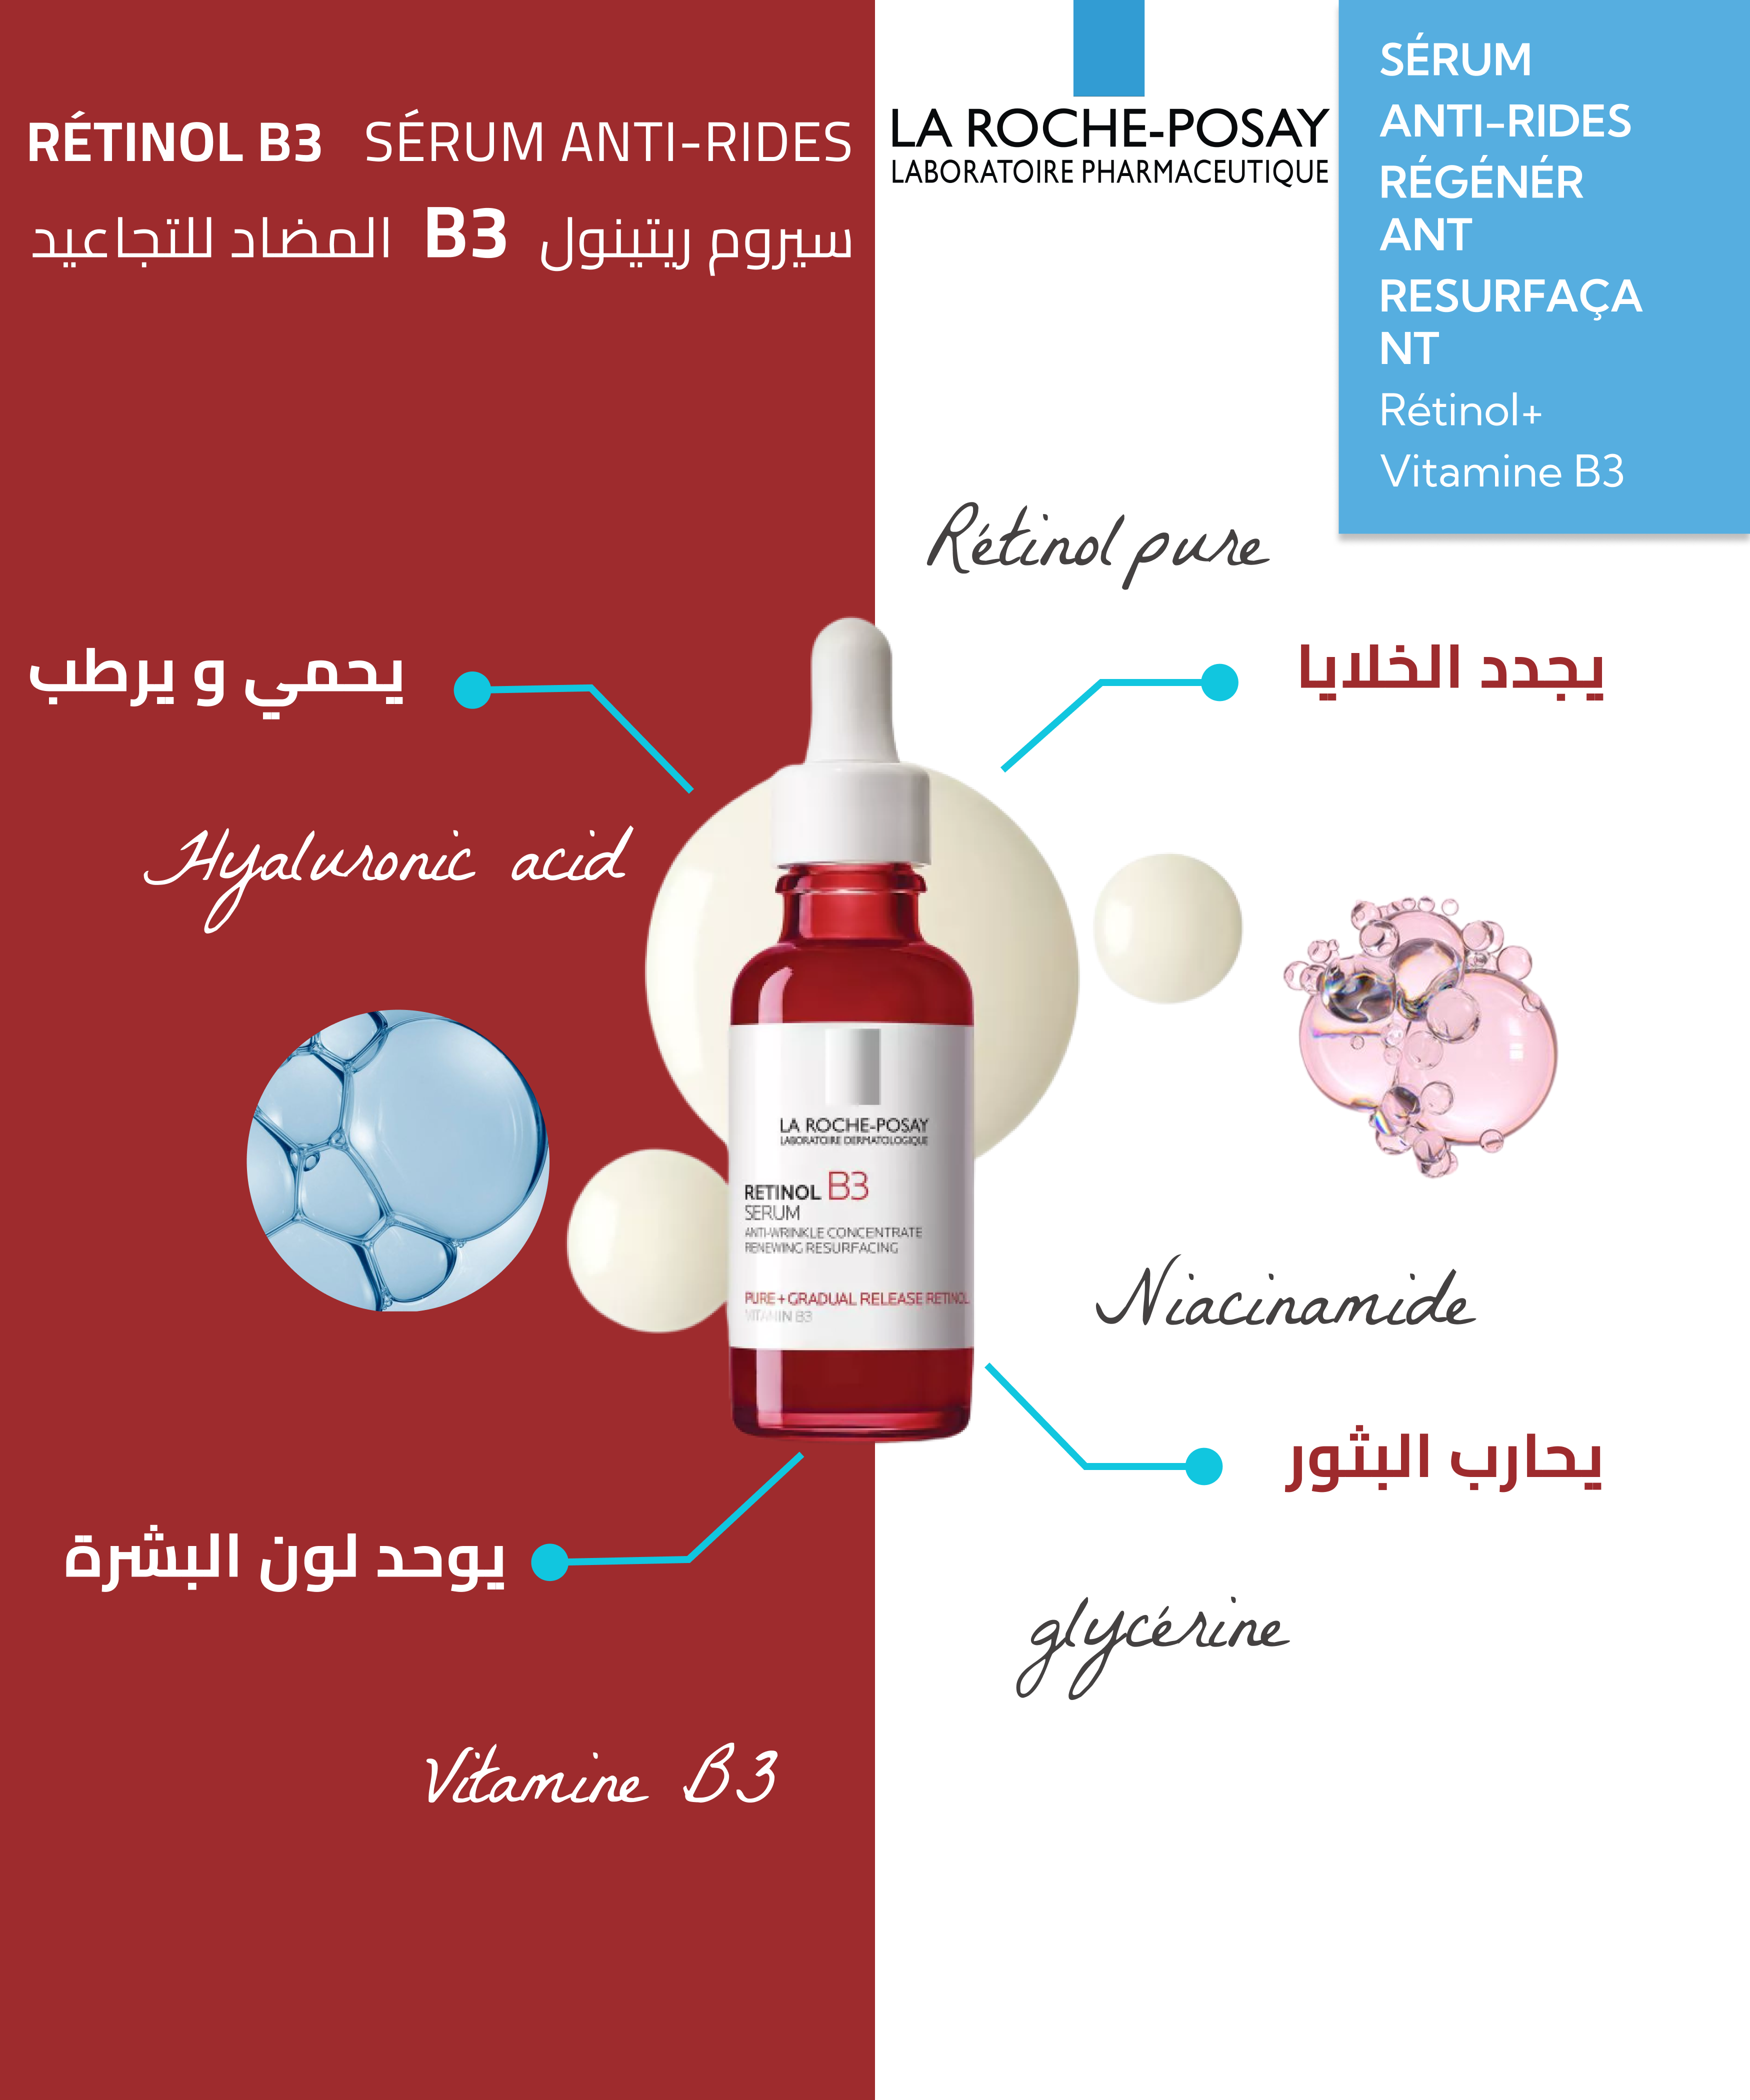 RÉTINOL B3 SÉRUM ANTI-RIDES
سيروم ريتينول B3 المضاد للتجاعيد
LA ROCHE-POSAY
LABORATOIRE PHARMACEUTIQUE
SÉRUM
ANTI-RIDES
RÉGÉNÉR
ANT
RESURFAÇA
NT
Rétinol+
Vitamine B3
Rétinol pure
يجدد الخلايا
يحمي و يرطب
Hyaluronic acid
LA ROCHE-POSAY
LABORATOIRE DERMATOLOGIQUE
RETINOL B3
SERUM
ANTI-WRINKLE CONCENTRATE
RENEWING RESURFACING
PURE + GRADUAL RELEASE RETINOL
VITAMIN B3
Niacinamide
يحارب البثور
يوحد لون البشرة
glycérine
Vitamine B3